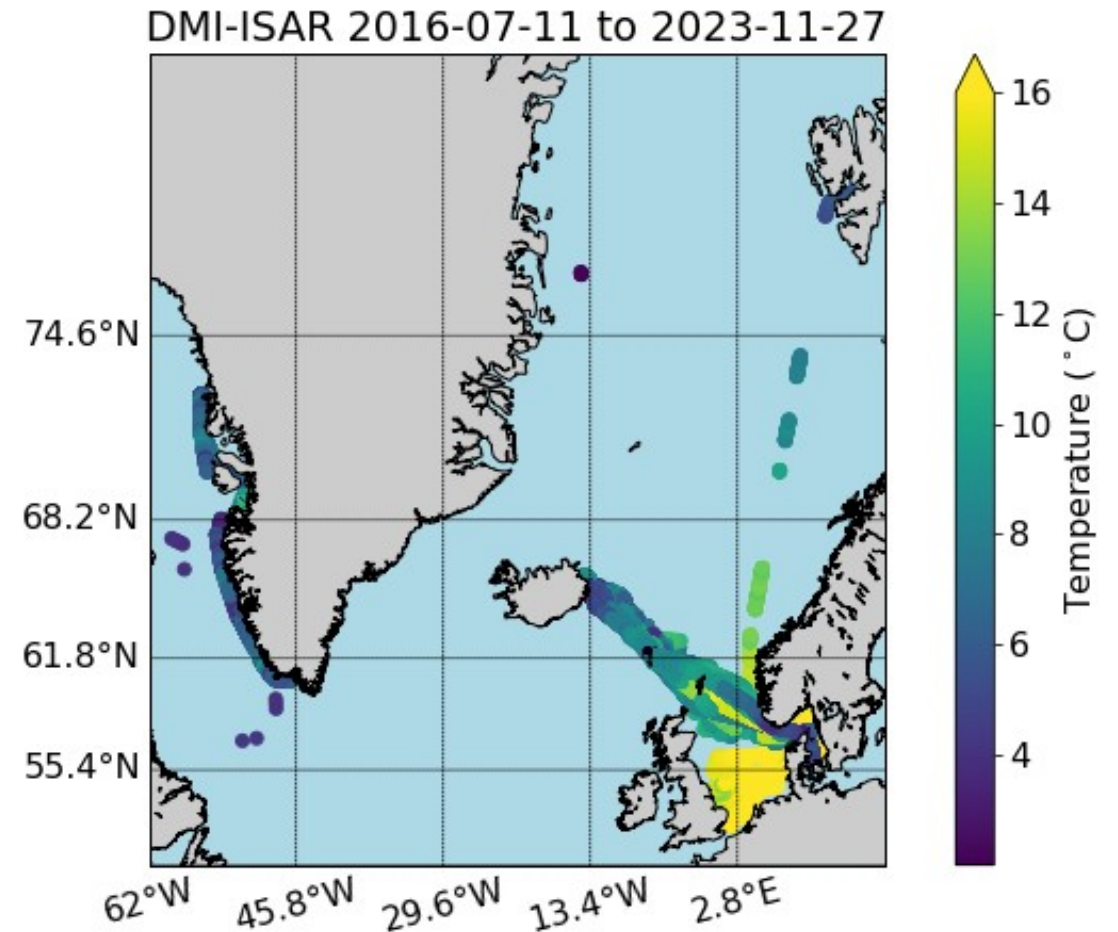 DMI-ISAR 2016-07-11 to 2023-11-27
74.6°N
68.2°N
61.8°N
55.4°N
62°W
45.8°W
29.6°W
13.4°W
2.8°E
16
14
12
10
8
6
4
Temperature (°C)